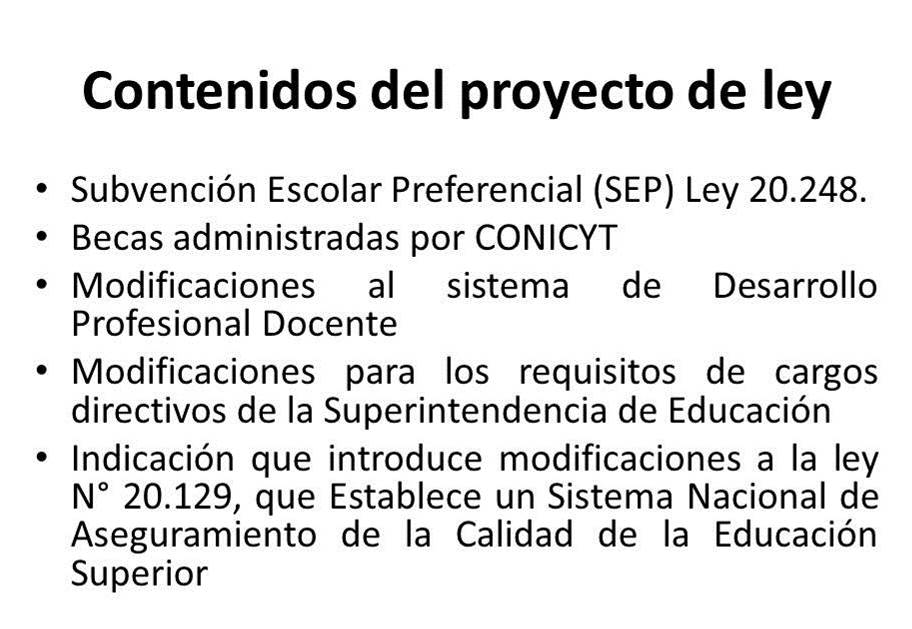 Contenidos del proyecto de ley
• Subvención Escolar Preferencial (SEP) Ley 20.248.
• Becas administradas por CONICYT
• Modificaciones al sistema de Desarrollo
Profesional Docente
• Modificaciones para los requisitos de cargos
directivos de la Superintendencia de Educación
• Indicación que introduce modificaciones a la ley
N° 20.129, que Establece un Sistema Nacional de
Aseguramiento de la Calidad de la Educación
Superior